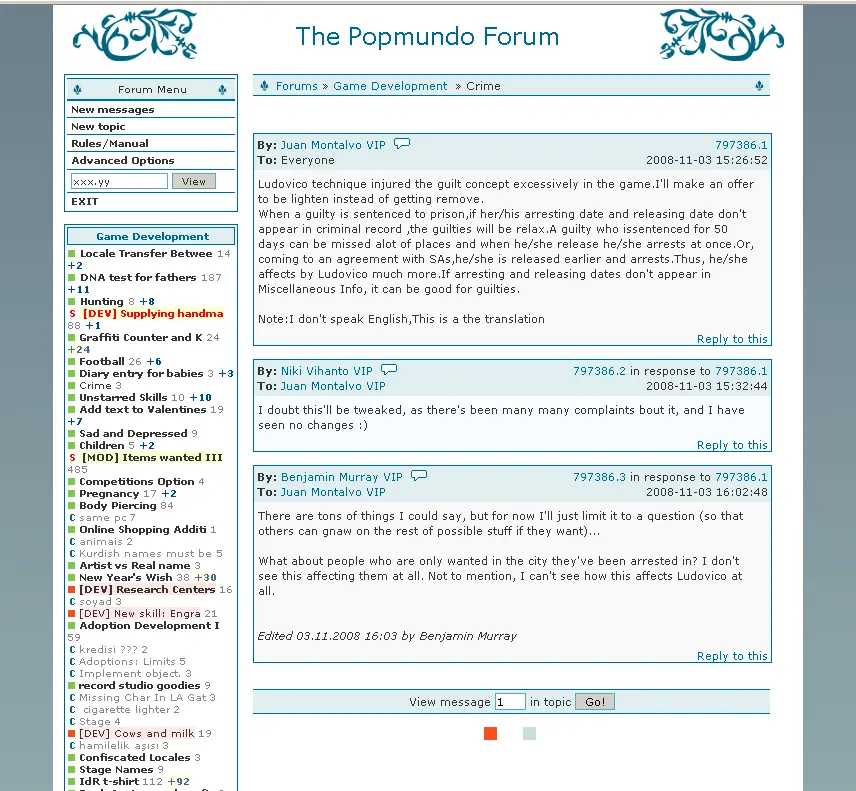 The Popmundo Forum
Forum Menu
New messages
New topic
Rules/Manual
Advanced Options
xxx.yy View
EXIT
Game Development
Locale Transfer Betwee 14
+2
DNA test for fathers 187
+11
Hunting 8 +8
S [DEV] Supplying handma
88 +1
Graffiti Counter and K 24
+24
Football 26 +6
Diary entry for babies 3 +3
Crime 3
Unstarred Skills 10 +10
Add text to Valentines 19
+7
Sad and Depressed 9
Children 5 +2
S [MOD] Items wanted III
485
Competitions Option 4
Pregnancy 17 +2
Body Piercing 84
C same pc 7
Online Shopping Additi 1
C animais 2
C Kurdish names must be 5
Artist vs Real name 3
New Year's Wish 38 +30
[DEV] Research Centers 16
C soyad 3
[DEV] New skill: Engra 21
Adoption Development I
59
C kredisi ??? 2
C Adoptions: Limits 5
C Implement object. 3
record studio goodies 9
C Missing Char In LA Gat 3
C cigarette lighter 2
C Stage 4
[DEV] Cows and milk 19
C hamilelik aşısı 3
Confiscated Locales 3
Stage Names 9
IdR t-shirt 112 +92
Forums » Game Development » Crime
By: Juan Montalvo VIP 797386.1
To: Everyone 2008-11-03 15:26:52
Ludovico technique injured the guilt concept excessively in the game.I'll make an offer
to be lighten instead of getting remove.
When a guilty is sentenced to prison,if her/his arresting date and releasing date don't
appear in criminal record ,the guilties will be relax.A guilty who issentenced for 50
days can be missed alot of places and when he/she release he/she arrests at once.Or,
coming to an agreement with SAs,he/she is released earlier and arrests.Thus, he/she
affects by Ludovico much more.If arresting and releasing dates don't appear in
Miscellaneous Info, it can be good for guilties.
Note:I don't speak English,This is a the translation
Reply to this
By: Niki Vihanto VIP 797386.2 in response to 797386.1
To: Juan Montalvo VIP 2008-11-03 15:32:44
I doubt this'll be tweaked, as there's been many many complaints bout it, and I have
seen no changes :)
Reply to this
By: Benjamin Murray VIP 797386.3 in response to 797386.1
To: Juan Montalvo VIP 2008-11-03 16:02:48
There are tons of things I could say, but for now I'll just limit it to a question (so that
others can gnaw on the rest of possible stuff if they want)...
What about people who are only wanted in the city they've been arrested in? I don't
see this affecting them at all. Not to mention, I can't see how this affects Ludovico at
all.
Edited 03.11.2008 16:03 by Benjamin Murray
Reply to this
View message 1 in topic Go!